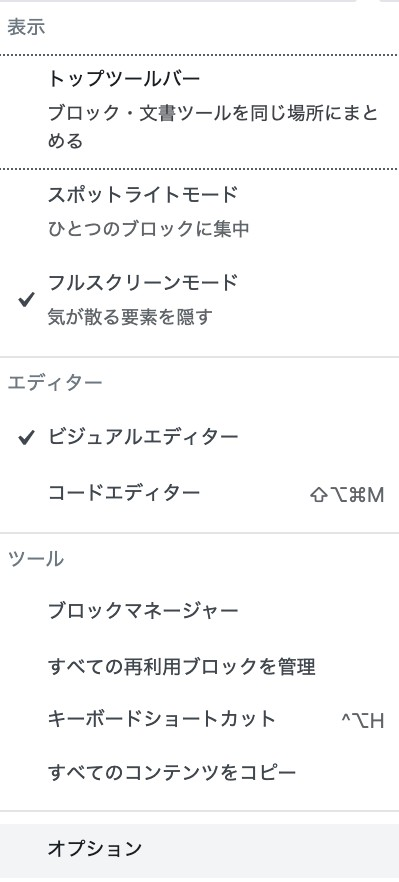 表示
トップツールバー
ブロック・文書ツールを同じ場所にまと
める
スポットライトモード
ひとつのブロックに集中
フルスクリーンモード
気が散る要素を隠す
エディター
ビジュアルエディター
コードエディター ⇧⌥⌘M
ツール
ブロックマネージャー
すべての再利用ブロックを管理
キーボードショートカット ^⌥H
すべてのコンテンツをコピー
オプション